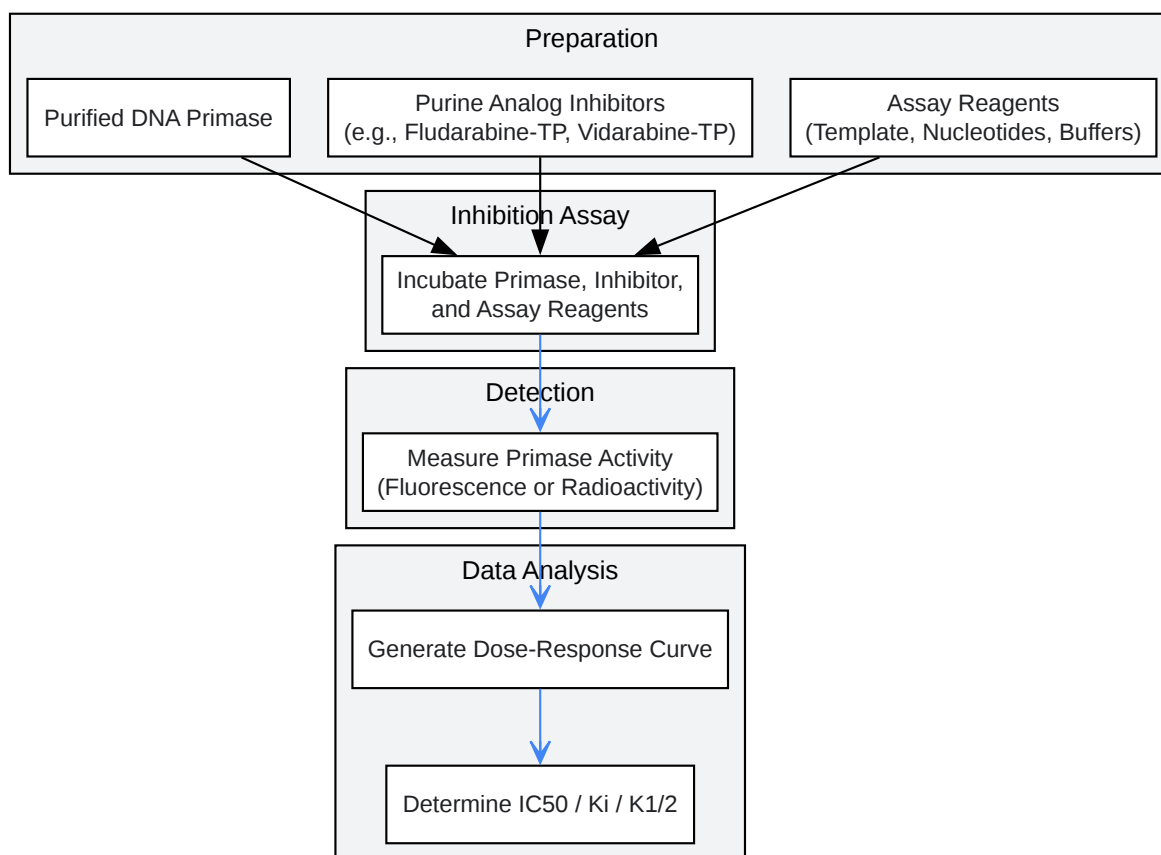 Preparation
Purified DNA Primase
Purine Analog Inhibitors
(e.g., Fludarabine-TP, Vidarabine-TP)
Assay Reagents
(Template, Nucleotides, Buffers)
Inhibition Assay
Incubate Primase, Inhibitor,
and Assay Reagents
Detection
Measure Primase Activity
(Fluorescence or Radioactivity)
Data Analysis
Generate Dose-Response Curve
Determine IC50 / Ki / K1/2